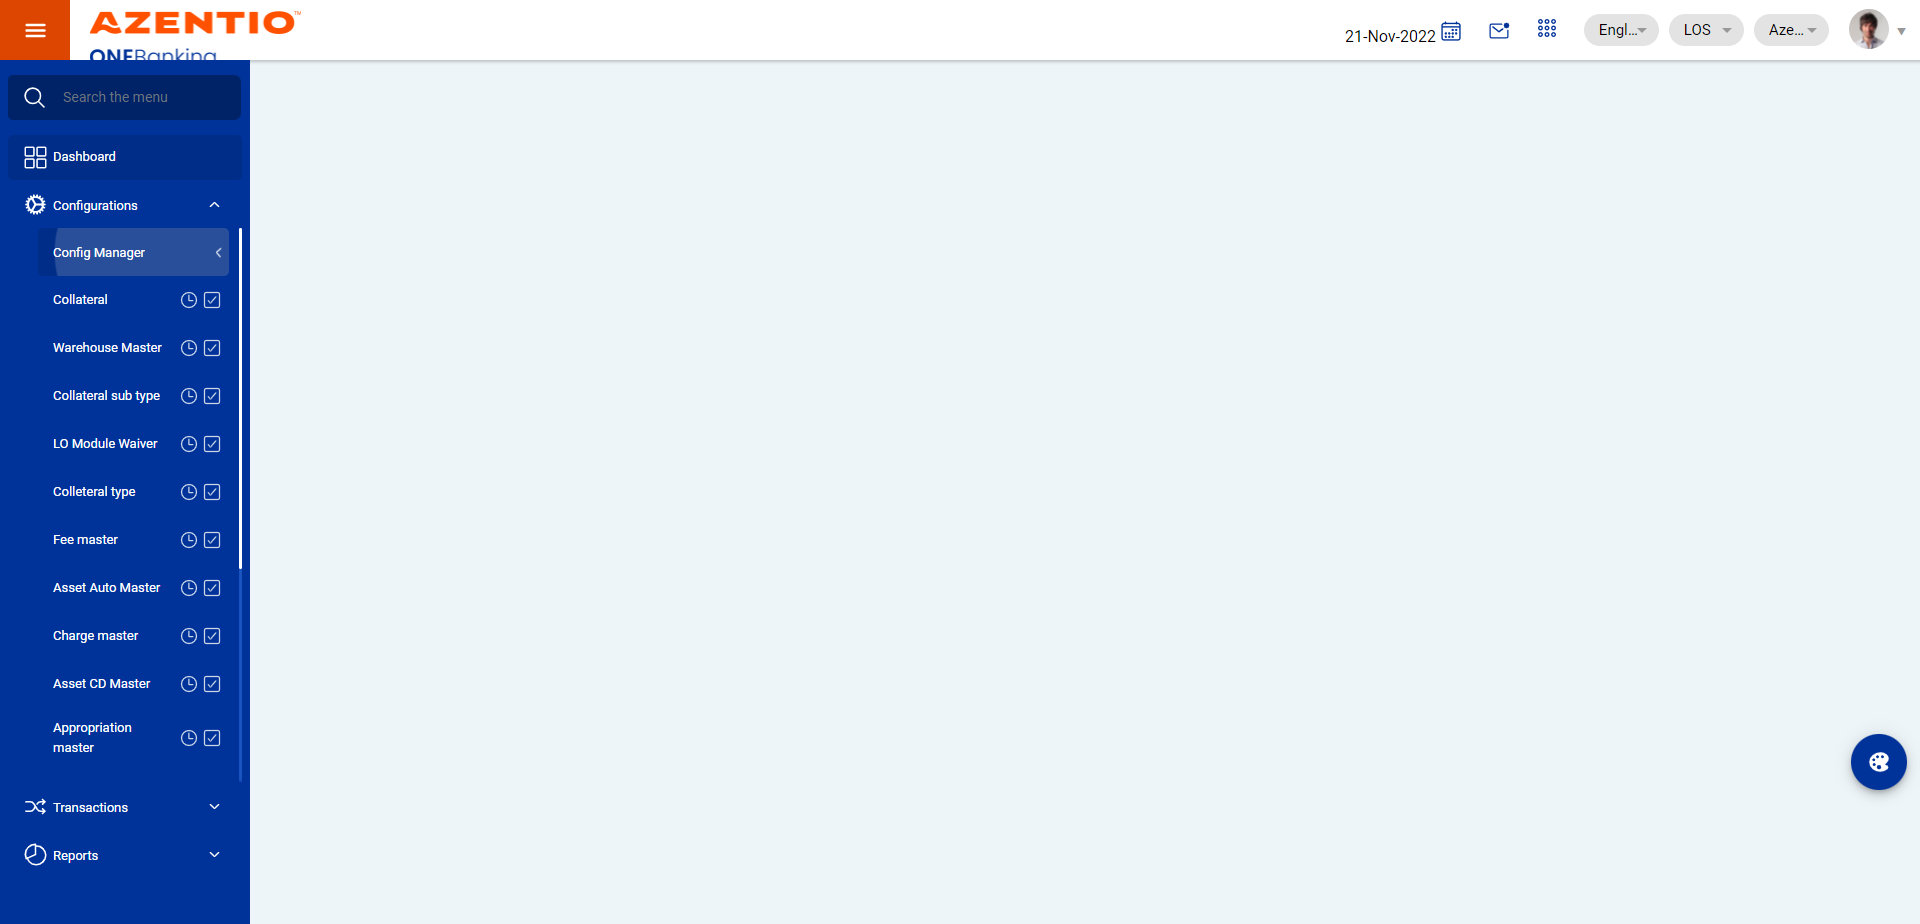 AZENTIO™
ONEBanking
21-Nov-2022
Engl...
LOS
Aze...
Search the menu
Dashboard
Configurations
Config Manager
Collateral
Warehouse Master
Collateral sub type
LO Module Waiver
Colleteral type
Fee master
Asset Auto Master
Charge master
Asset CD Master
Appropriation
master
Transactions
Reports